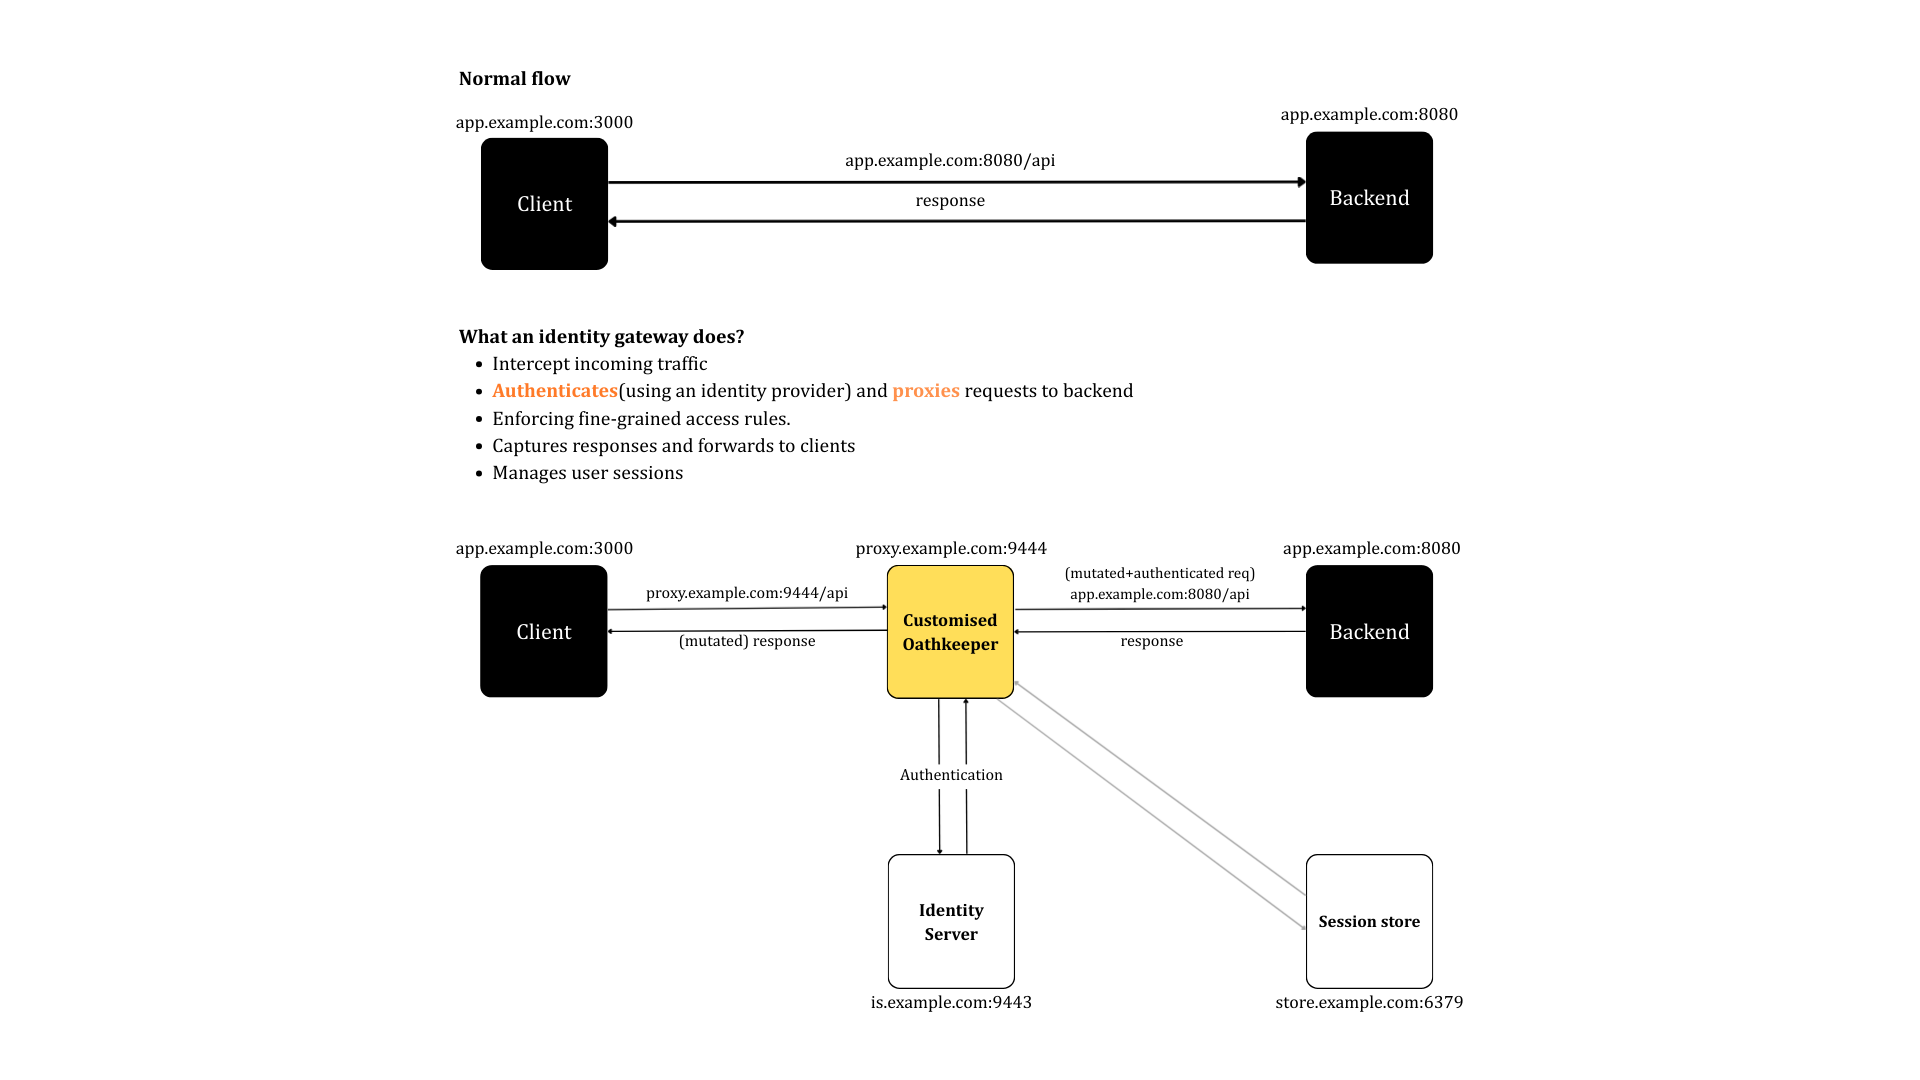 Normal flow
app.example.com:3000
app.example.com:8080
app.example.com:8080/api
Client
response
Backend
What an identity gateway does?
• Intercept incoming traffic
• Authenticates(using an identity provider) and proxies requests to backend
• Enforcing fine-grained access rules.
• Captures responses and forwards to clients
• Manages user sessions
app.example.com:3000
proxy.example.com:9444
app.example.com:8080
proxy.example.com:9444/api
(mutated+authenticated req)
app.example.com:8080/api
Client
Customised
Oathkeeper
Backend
(mutated) response
response
Authentication
Identity
Server
Session store
is.example.com:9443
store.example.com:6379